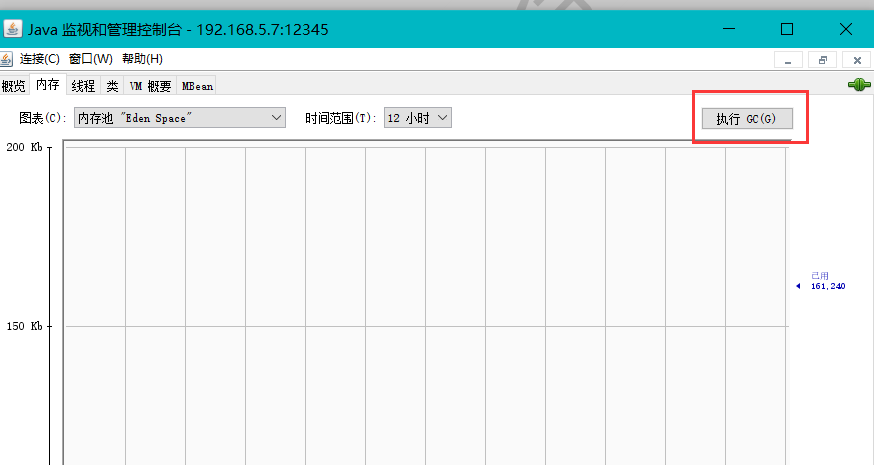 Java 监视和管理控制台 - 192.168.5.7:12345
连接(C) 窗口(W) 帮助(H)
概览 内存 线程 类 VM 概要 MBean
图表(C): 内存池 "Eden Space" 时间范围(T): 12 小时 执行 GC(G)
200 Kb
已用
161,240
150 Kb